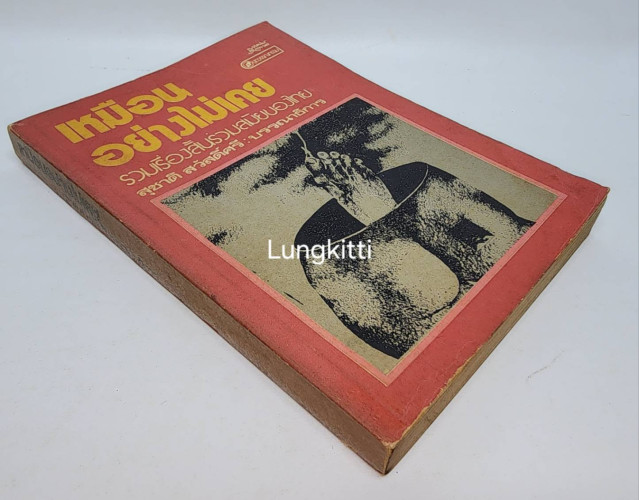 เหมือน
อย่างไม่เคย
รวมเรื่องสั้นร่วมสมัยของไทย
สุชาติ สวัสดิ์ศรี · บรรณาธิการ
Lungkitti